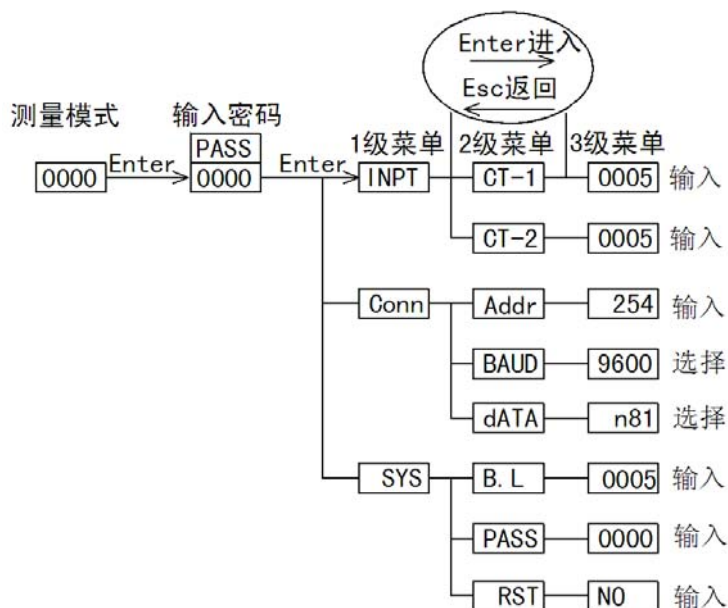 Enter进入
Esc返回
测量模式 输入密码
PASS
1级菜单 2级菜单 3级菜单
0000 Enter 0000 Enter INPT CT-1 0005 输入
CT-2 0005 输入
Conn Addr 254 输入
BAUD 9600 选择
dATA n81 选择
SYS B.L 0005 输入
PASS 0000 输入
RST NO 输入